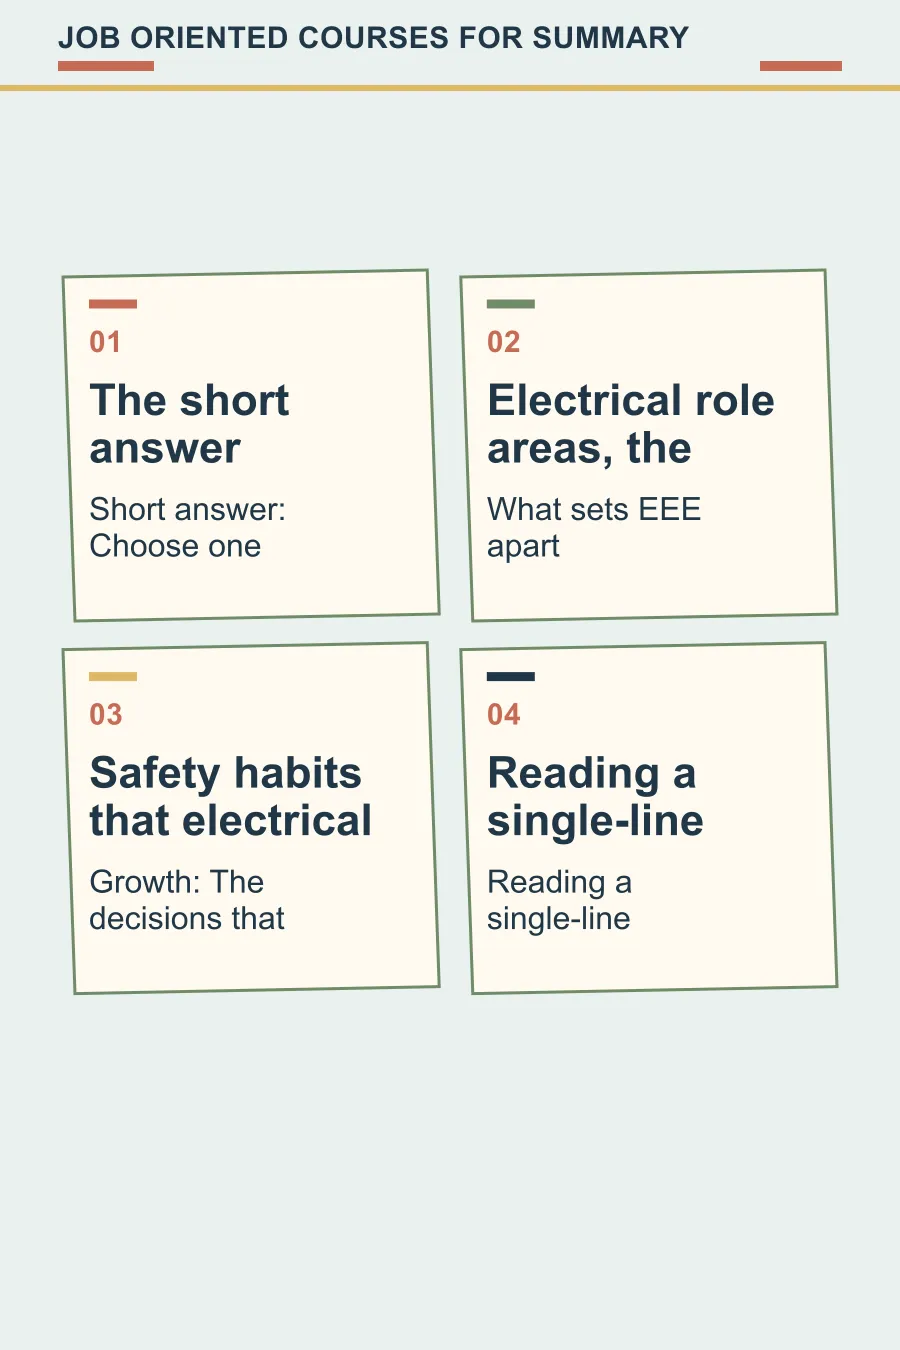 JOB ORIENTED COURSES FOR SUMMARY
01
The short
answer
Short answer:
Choose one
02
Electrical role
areas, the
What sets EEE
apart
03
Safety habits
that electrical
Growth: The
decisions that
04
Reading a
single-line
Reading a
single-line